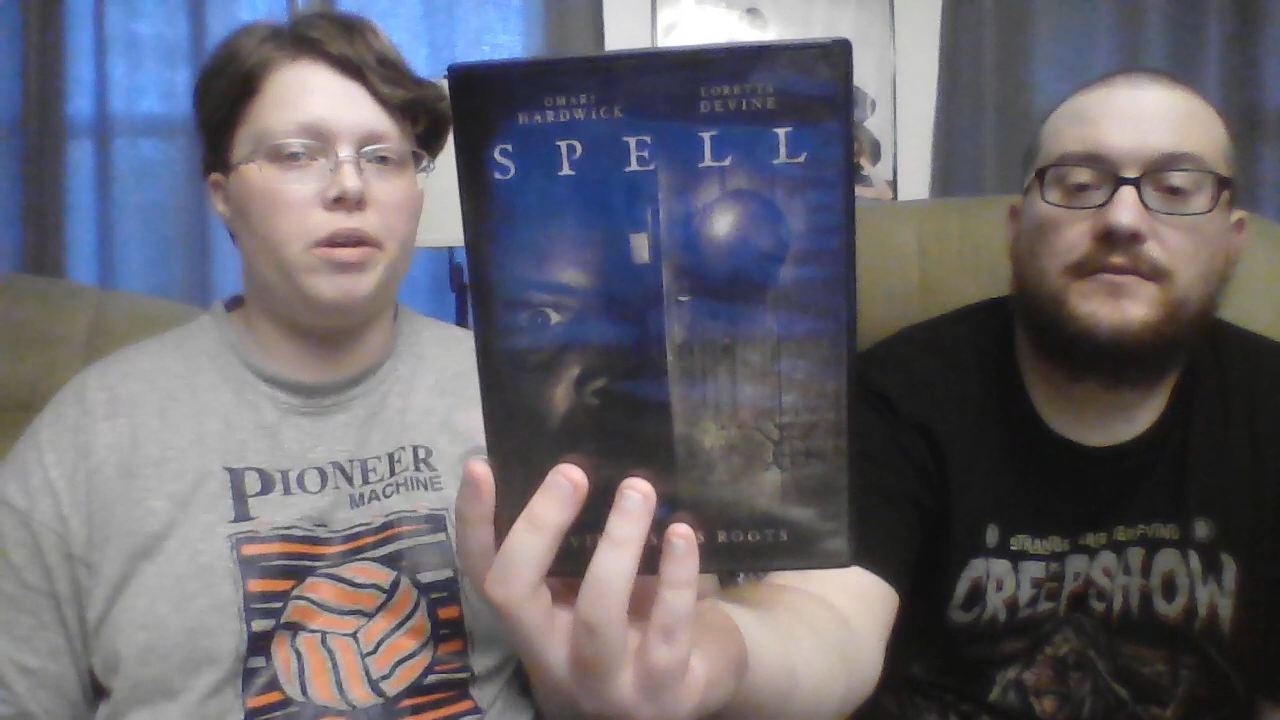 OMARI
HARDWICK
LORETTA
DEVINE
SPELL
ROOTS
PIONEER
MACHINE
CREEPSHOW